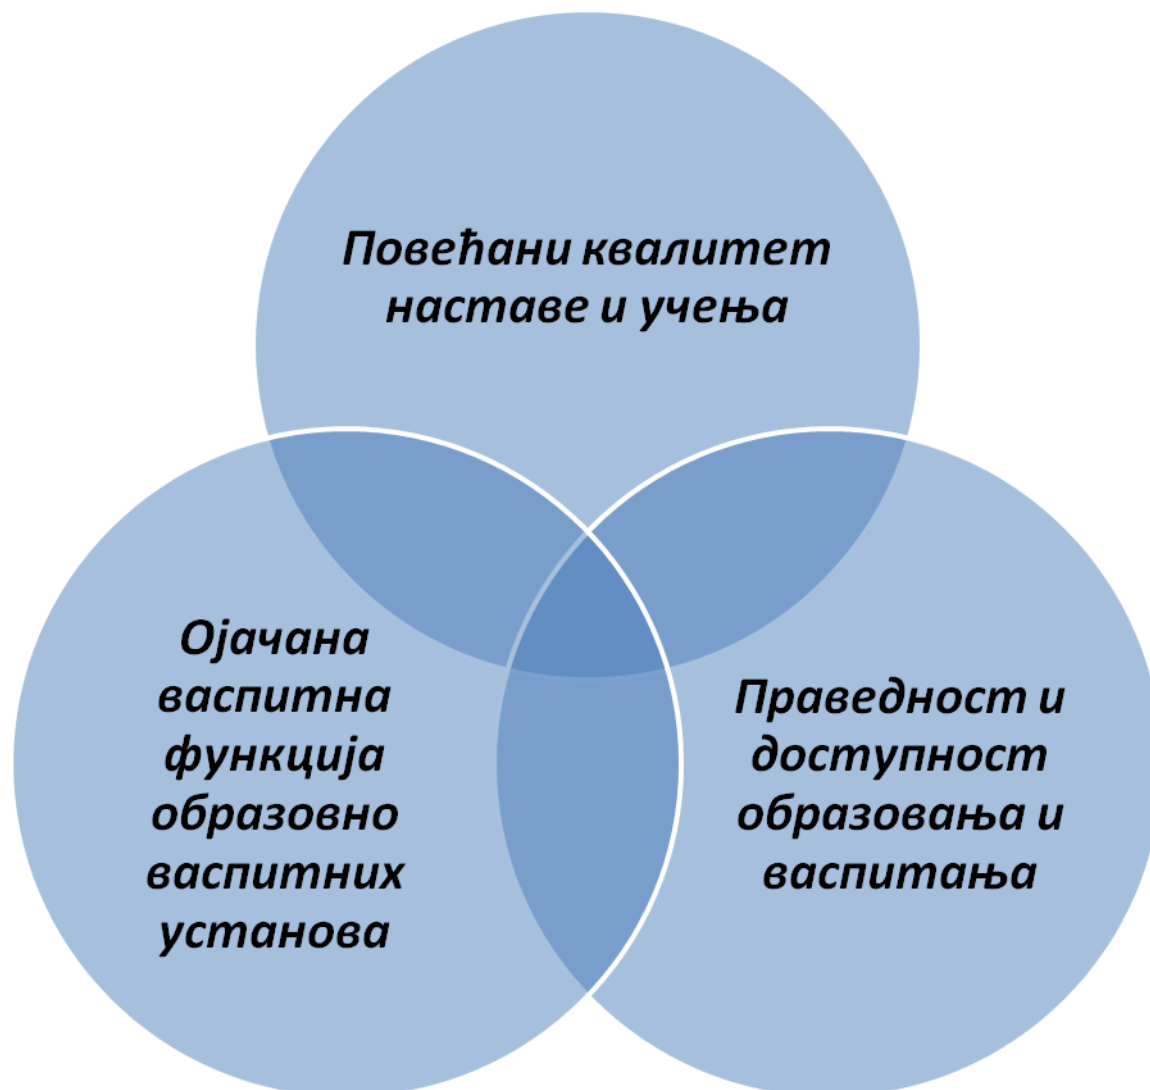 Повећани квалитет
наставе и учења
Ојачана
васпитна
функција
образовно
васпитних
установа
Праведност и
доступност
образовања и
васпитања